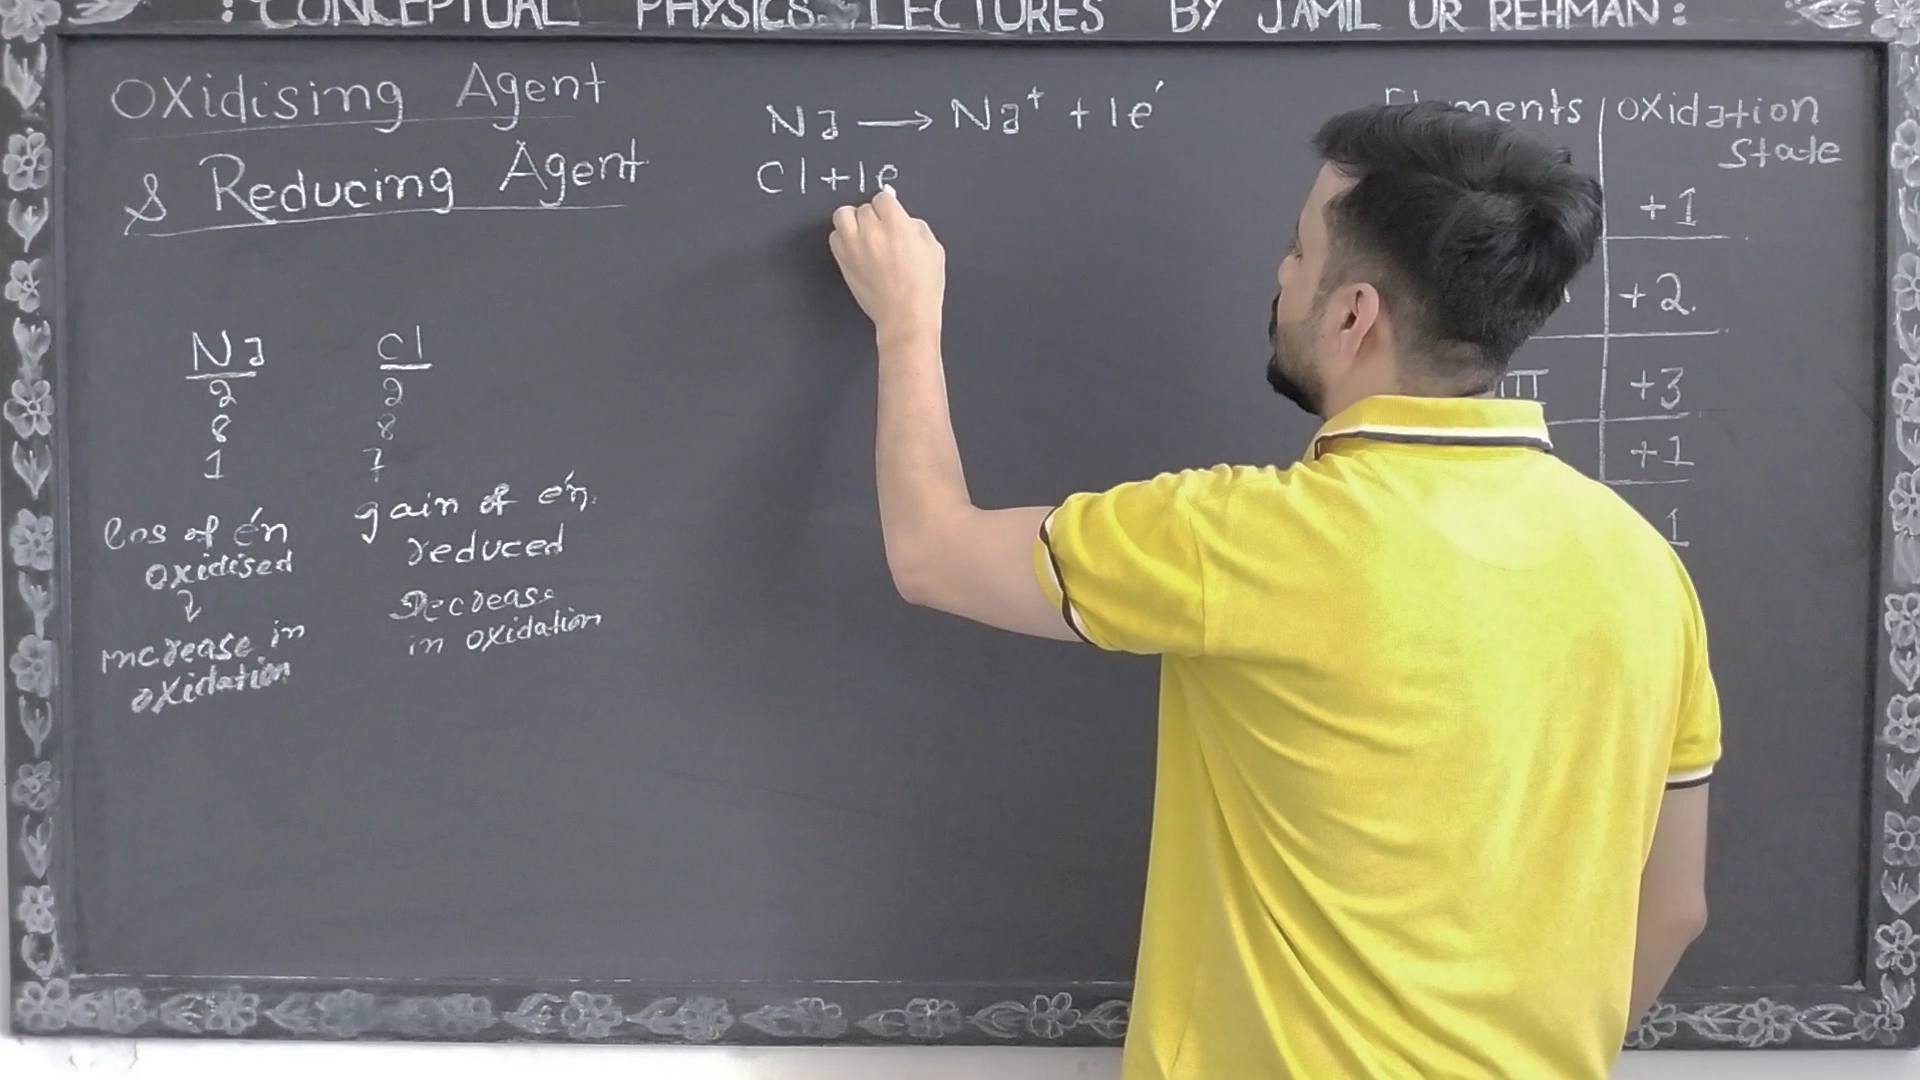 : CONCEPTUAL PHYSICS LECTURES BY JAMIL UR REHMAN :
Oxidising Agent
& Reducing Agent
Na → Na⁺ + 1e'
Cl + 1e
Na
2
8
1
loss of e'n
oxidised
increase in
oxidation
Cl
2
8
7
gain of e'n.
reduced
Decrease
in oxidation
Oxidation
State
+1
+2.
+3
+1
1